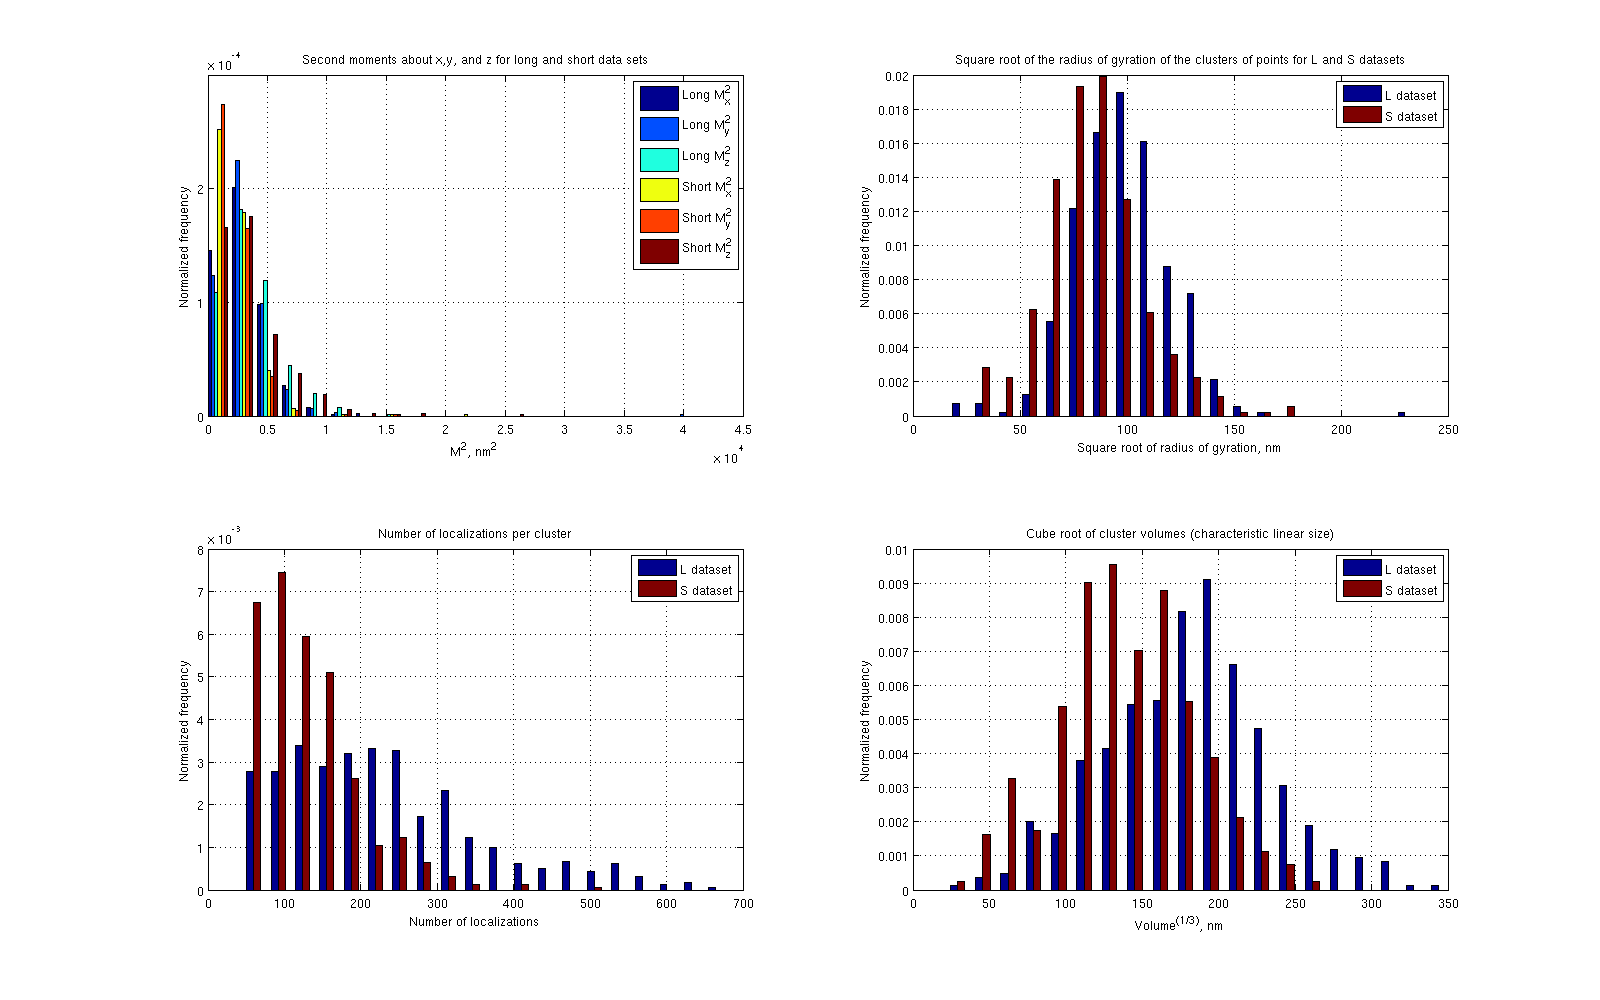 Second moments about x,y, and z for long and short data sets
× 10^-4
Normalized frequency
2
1
0
Long M_x^2
Long M_y^2
Long M_z^2
Short M_x^2
Short M_y^2
Short M_z^2
0 0.5 1 1.5 2 2.5 3 3.5 4 4.5
M^2, nm^2
× 10^4
Square root of the radius of gyration of the clusters of points for L and S datasets
Normalized frequency
0.02
0.018
0.016
0.014
0.012
0.01
0.008
0.006
0.004
0.002
0
L dataset
S dataset
0 50 100 150 200 250
Square root of radius of gyration, nm
Number of localizations per cluster
× 10^-3
Normalized frequency
8
7
6
5
4
3
2
1
0
L dataset
S dataset
0 100 200 300 400 500 600 700
Number of localizations
Cube root of cluster volumes (characteristic linear size)
Normalized frequency
0.01
0.009
0.008
0.007
0.006
0.005
0.004
0.003
0.002
0.001
0
L dataset
S dataset
0 50 100 150 200 250 300 350
Volume^(1/3), nm